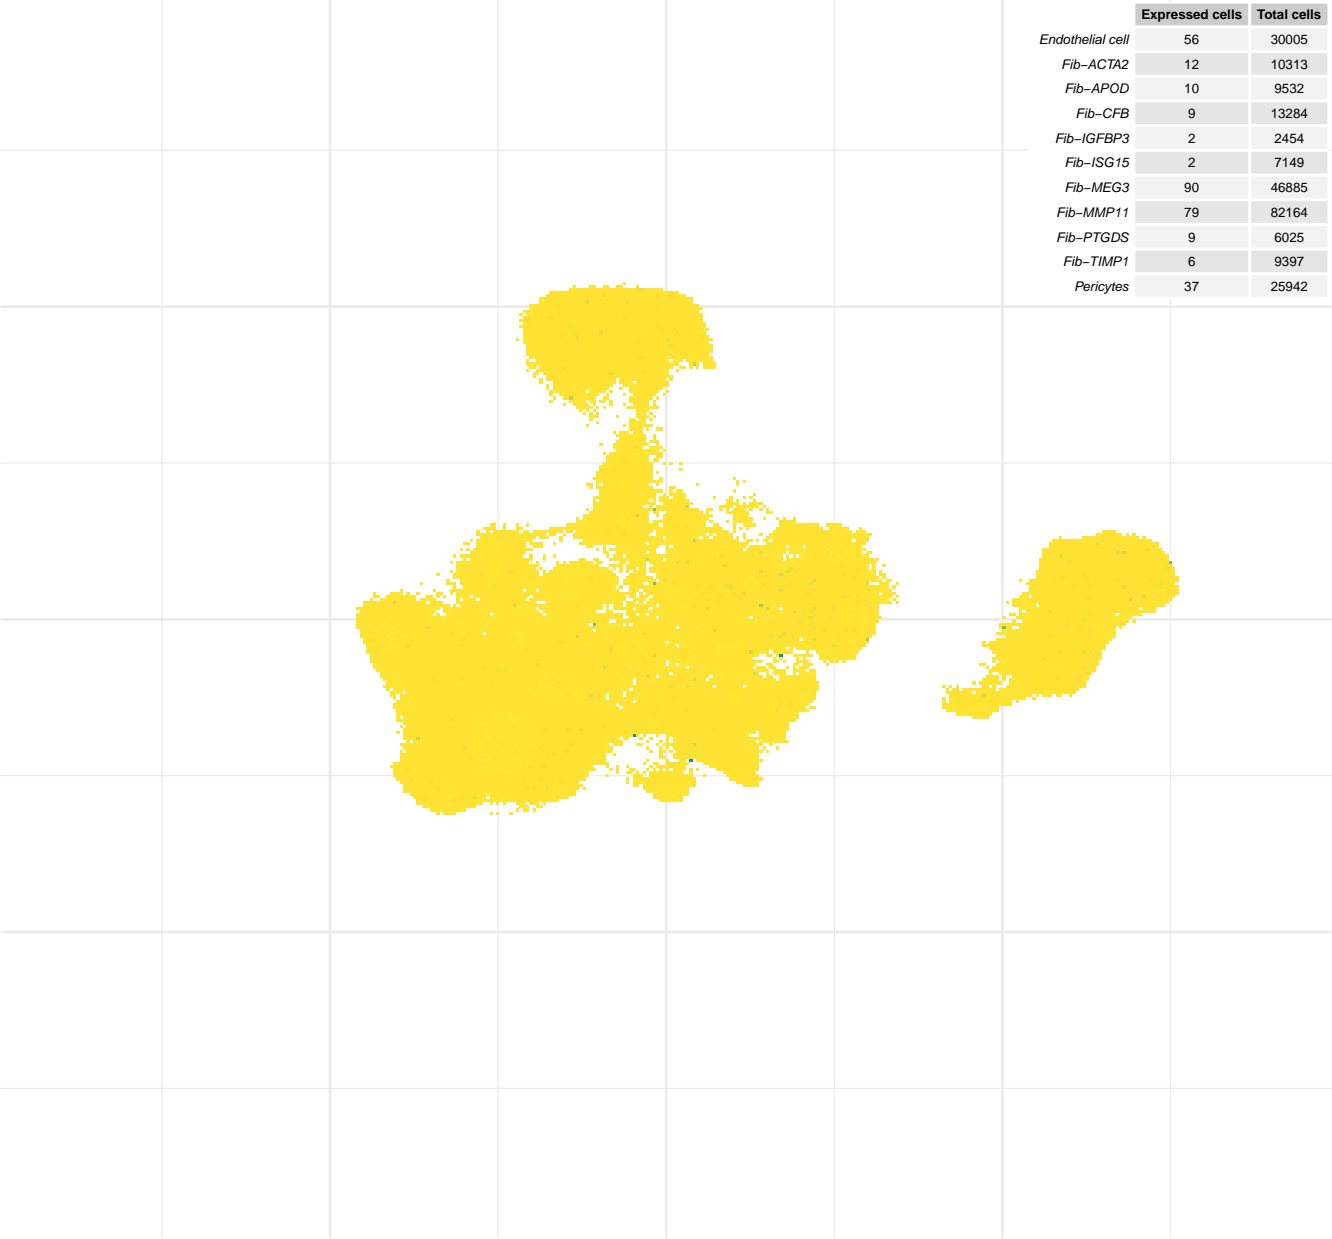 Expressed cells Total cells
Endothelial cell 56 30005
Fib−ACTA2 12 10313
Fib−APOD 10 9532
Fib−CFB 9 13284
Fib−IGFBP3 2 2454
Fib−ISG15 2 7149
Fib−MEG3 90 46885
Fib−MMP11 79 82164
Fib−PTGDS 9 6025
Fib−TIMP1 6 9397
Pericytes 37 25942